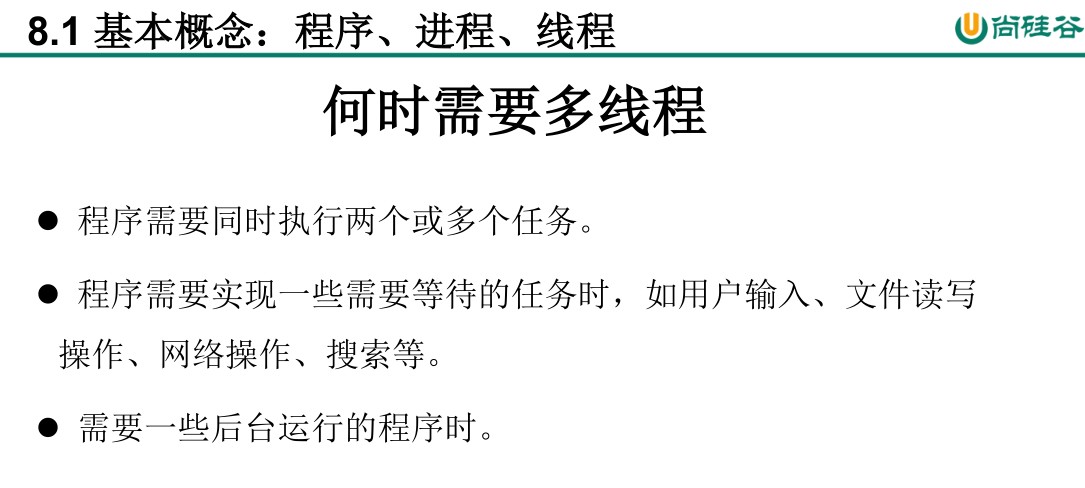 8.1 基本概念：程序、进程、线程
尚硅谷
何时需要多线程
● 程序需要同时执行两个或多个任务。
● 程序需要实现一些需要等待的任务时，如用户输入、文件读写
操作、网络操作、搜索等。
● 需要一些后台运行的程序时。